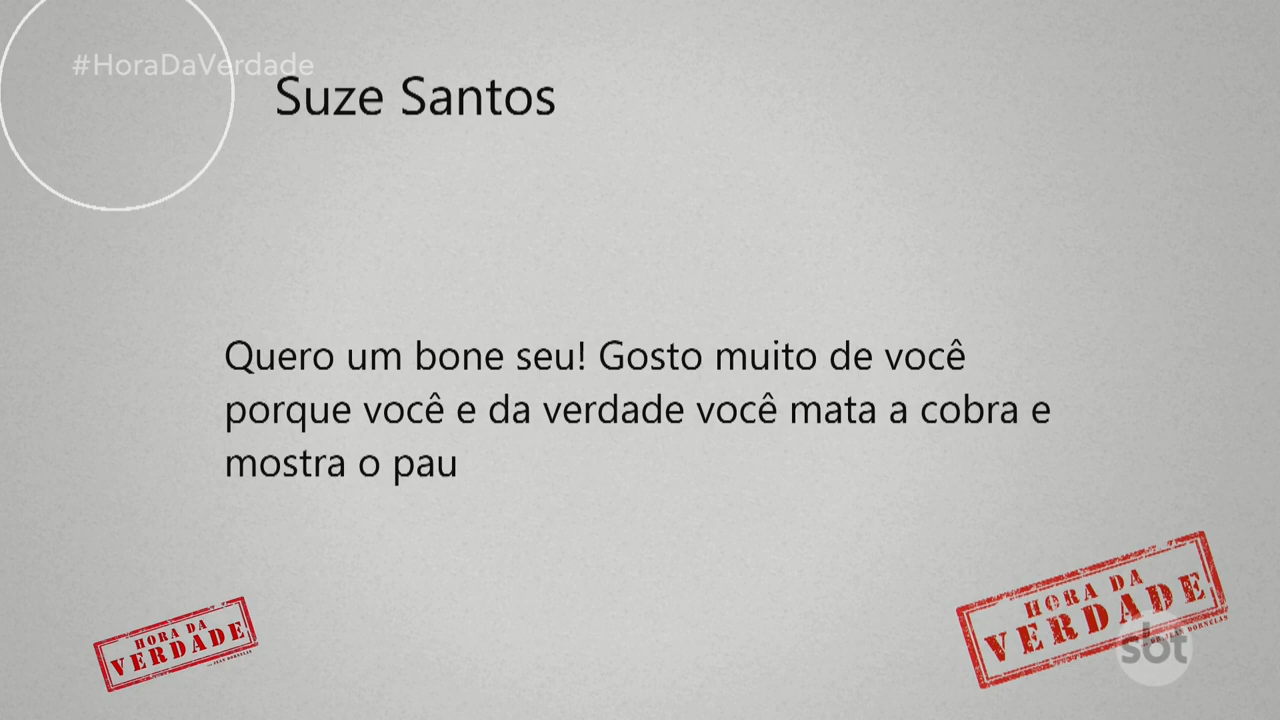 #HoraDaVerdade
Suze Santos
Quero um bone seu! Gosto muito de você
porque você e da verdade você mata a cobra e
mostra o pau
HORA DA
VERDADE
HORA DA
VERDADE
sbt